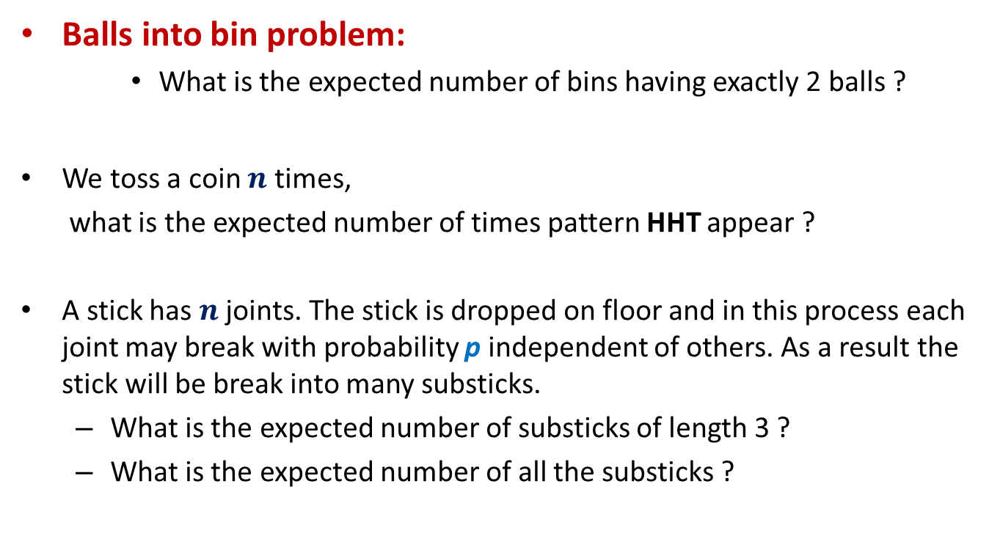 • Balls into bin problem:
• What is the expected number of bins having exactly 2 balls ?
• We toss a coin n times,
what is the expected number of times pattern HHT appear ?
• A stick has n joints. The stick is dropped on floor and in this process each
joint may break with probability p independent of others. As a result the
stick will be break into many substicks.
– What is the expected number of substicks of length 3 ?
– What is the expected number of all the substicks ?